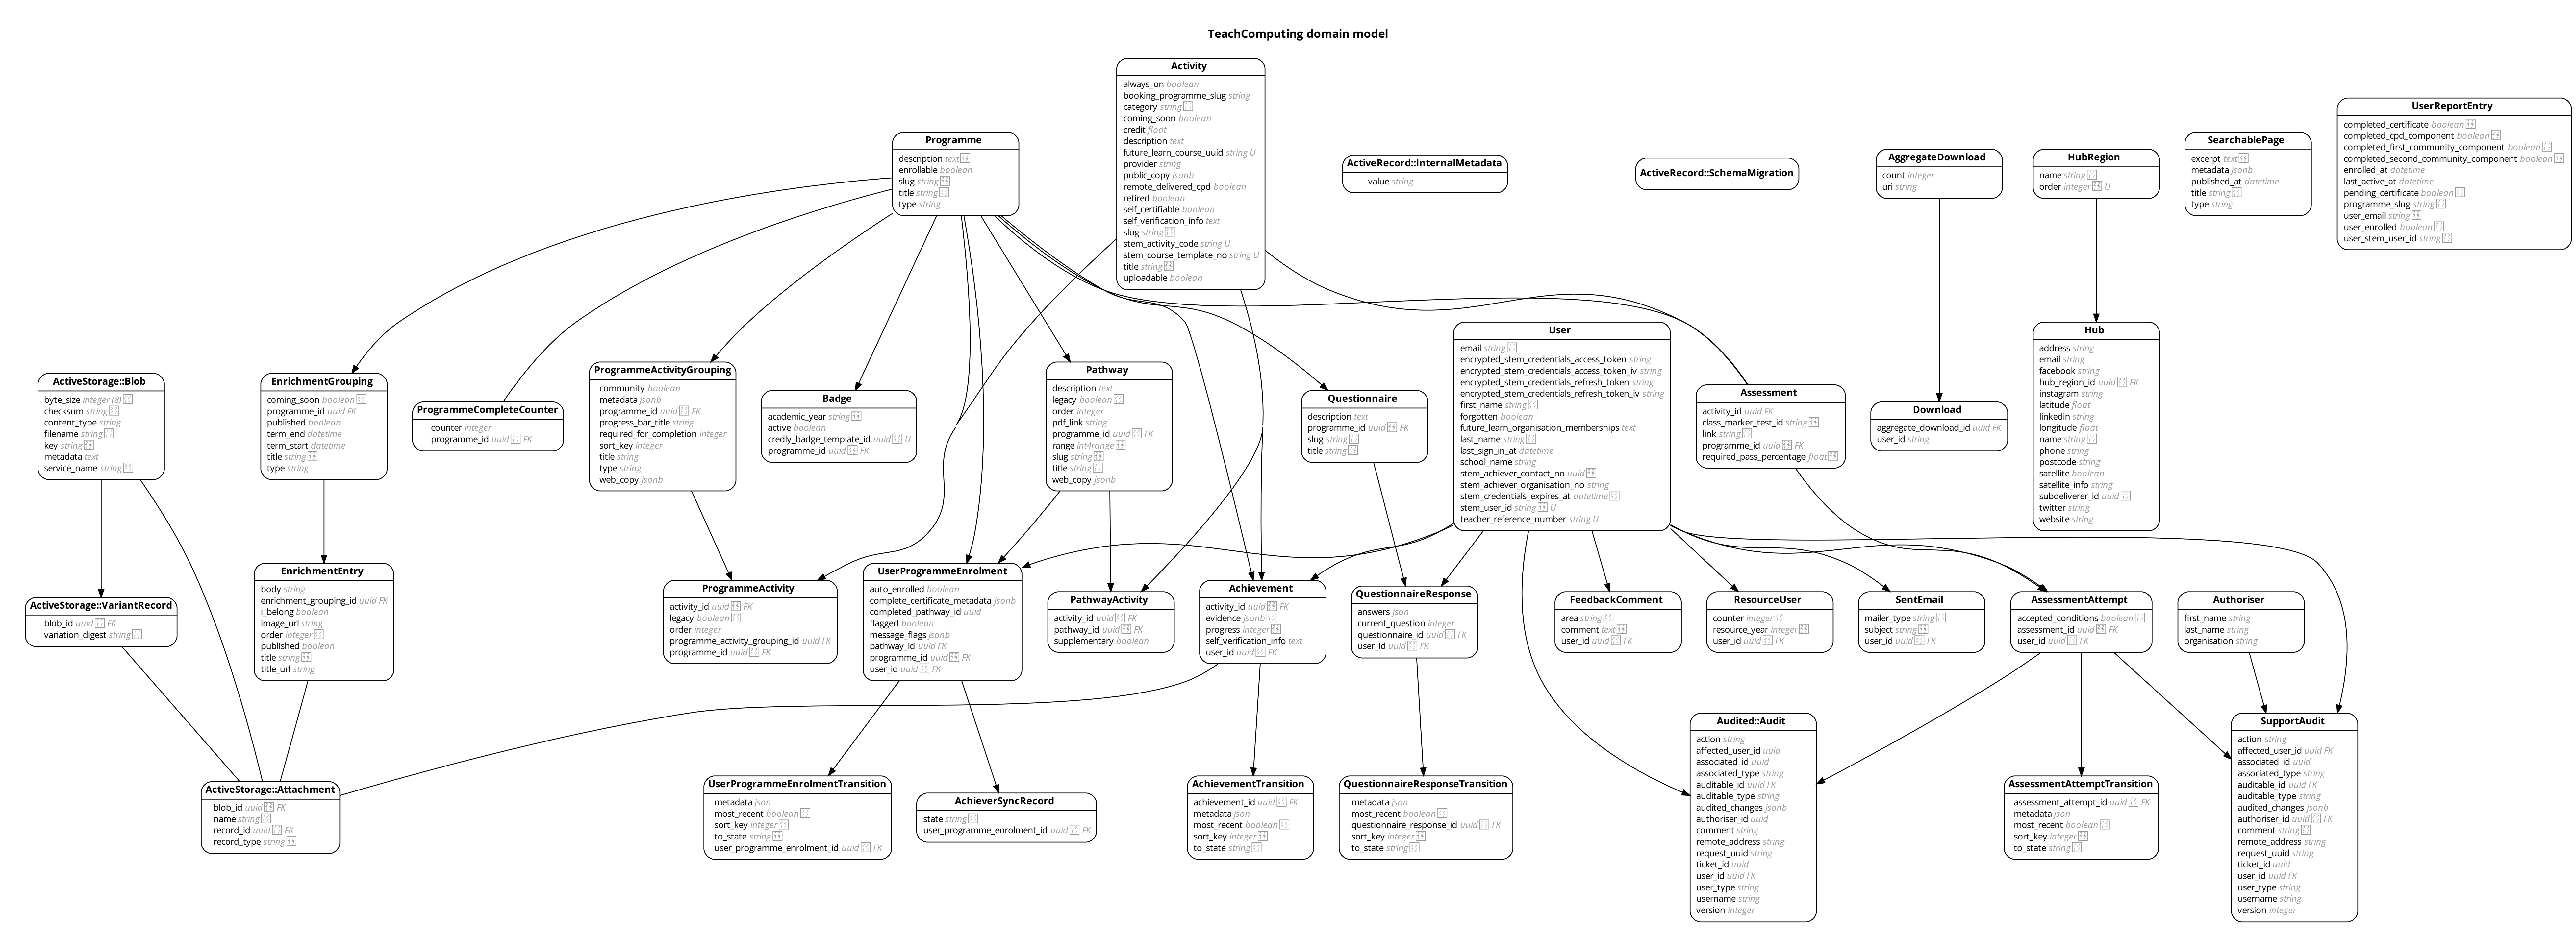 TeachComputing domain model
Activity
always_on boolean
booking_programme_slug string
category string
coming_soon boolean
credit float
description text
future_learn_course_uuid string U
provider string
public_copy jsonb
remote_delivered_cpd boolean
retired boolean
self_certifiable boolean
self_verification_info text
slug string
stem_activity_code string U
stem_course_template_no string U
title string
uploadable boolean
Programme
description text
enrollable boolean
slug string
title string
type string
ActiveRecord::InternalMetadata
value string
ActiveRecord::SchemaMigration
AggregateDownload
count integer
uri string
HubRegion
name string
order integer U
SearchablePage
excerpt text
metadata jsonb
published_at datetime
title string
type string
UserReportEntry
completed_certificate boolean
completed_cpd_component boolean
completed_first_community_component boolean
completed_second_community_component boolean
enrolled_at datetime
last_active_at datetime
pending_certificate boolean
programme_slug string
user_email string
user_enrolled boolean
user_stem_user_id string
ActiveStorage::Blob
byte_size integer (8)
checksum string
content_type string
filename string
key string
metadata text
service_name string
EnrichmentGrouping
coming_soon boolean
programme_id uuid FK
published boolean
term_end datetime
term_start datetime
title string
type string
ProgrammeCompleteCounter
counter integer
programme_id uuid FK
ProgrammeActivityGrouping
community boolean
metadata jsonb
programme_id uuid FK
progress_bar_title string
required_for_completion integer
sort_key integer
title string
type string
web_copy jsonb
Badge
academic_year string
active boolean
credly_badge_template_id uuid U
programme_id uuid FK
Pathway
description text
legacy boolean
order integer
pdf_link string
programme_id uuid FK
range int4range
slug string
title string
web_copy jsonb
Questionnaire
description text
programme_id uuid FK
slug string
title string
User
email string
encrypted_stem_credentials_access_token string
encrypted_stem_credentials_access_token_iv string
encrypted_stem_credentials_refresh_token string
encrypted_stem_credentials_refresh_token_iv string
first_name string
forgotten boolean
future_learn_organisation_memberships text
last_name string
last_sign_in_at datetime
school_name string
stem_achiever_contact_no uuid
stem_achiever_organisation_no string
stem_credentials_expires_at datetime
stem_user_id string U
teacher_reference_number string U
Assessment
activity_id uuid FK
class_marker_test_id string
link string
programme_id uuid FK
required_pass_percentage float
Download
aggregate_download_id uuid FK
user_id string
Hub
address string
email string
facebook string
hub_region_id uuid FK
instagram string
latitude float
linkedin string
longitude float
name string
phone string
postcode string
satellite boolean
satellite_info string
subdeliverer_id uuid
twitter string
website string
ActiveStorage::VariantRecord
blob_id uuid FK
variation_digest string
EnrichmentEntry
body string
enrichment_grouping_id uuid FK
i_belong boolean
image_url string
order integer
published boolean
title string
title_url string
ProgrammeActivity
activity_id uuid FK
legacy boolean
order integer
programme_activity_grouping_id uuid FK
programme_id uuid FK
UserProgrammeEnrolment
auto_enrolled boolean
complete_certificate_metadata jsonb
completed_pathway_id uuid
flagged boolean
message_flags jsonb
pathway_id uuid FK
programme_id uuid FK
user_id uuid FK
PathwayActivity
activity_id uuid FK
pathway_id uuid FK
supplementary boolean
Achievement
activity_id uuid FK
evidence jsonb
progress integer
self_verification_info text
user_id uuid FK
QuestionnaireResponse
answers json
current_question integer
questionnaire_id uuid FK
user_id uuid FK
FeedbackComment
area string
comment text
user_id uuid FK
ResourceUser
counter integer
resource_year integer
user_id uuid FK
SentEmail
mailer_type string
subject string
user_id uuid FK
AssessmentAttempt
accepted_conditions boolean
assessment_id uuid FK
user_id uuid FK
Authoriser
first_name string
last_name string
organisation string
ActiveStorage::Attachment
blob_id uuid FK
name string
record_id uuid FK
record_type string
UserProgrammeEnrolmentTransition
metadata json
most_recent boolean
sort_key integer
to_state string
user_programme_enrolment_id uuid FK
AchieverSyncRecord
state string
user_programme_enrolment_id uuid FK
AchievementTransition
achievement_id uuid FK
metadata json
most_recent boolean
sort_key integer
to_state string
QuestionnaireResponseTransition
metadata json
most_recent boolean
questionnaire_response_id uuid FK
sort_key integer
to_state string
Audited::Audit
action string
affected_user_id uuid
associated_id uuid
associated_type string
auditable_id uuid FK
auditable_type string
audited_changes jsonb
authoriser_id uuid
comment string
remote_address string
request_uuid string
ticket_id uuid
user_id uuid FK
user_type string
username string
version integer
AssessmentAttemptTransition
assessment_attempt_id uuid FK
metadata json
most_recent boolean
sort_key integer
to_state string
SupportAudit
action string
affected_user_id uuid FK
associated_id uuid
associated_type string
auditable_id uuid FK
auditable_type string
audited_changes jsonb
authoriser_id uuid FK
comment string
remote_address string
request_uuid string
ticket_id uuid
user_id uuid FK
user_type string
username string
version integer